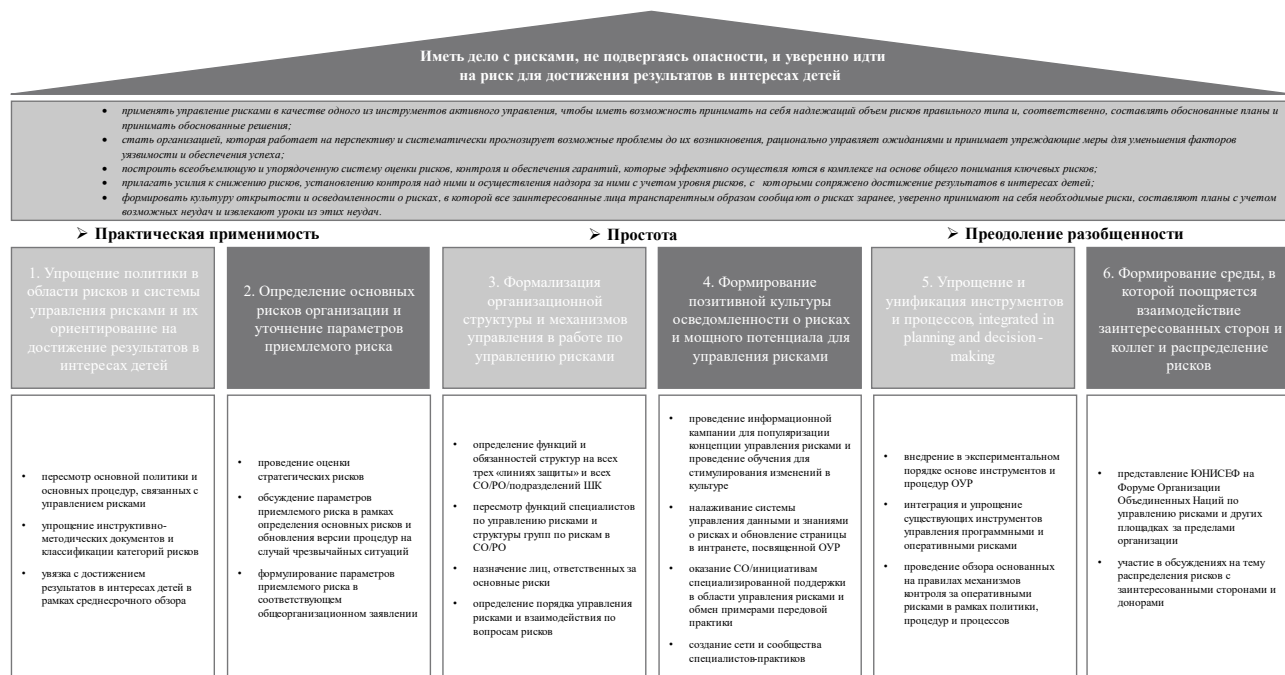 Иметь дело с рисками, не подвергаясь опасности, и уверенно идти
на риск для достижения результатов в интересах детей
• применять управление рисками в качестве одного из инструментов активного управления, чтобы иметь возможность принимать на себя надлежащий объем рисков правильного типа и, соответственно, составлять обоснованные планы и
принимать обоснованные решения;
• стать организацией, которая работает на перспективу и систематически прогнозирует возможные проблемы до их возникновения, рационально управляет ожиданиями и принимает упреждающие меры для уменьшения факторов
уязвимости и обеспечения успеха;
• построить всеобъемлющую и упорядоченную систему оценки рисков, контроля и обеспечения гарантий, которые эффективно осуществля ются в комплексе на основе общего понимания ключевых рисков;
• прилагать усилия к снижению рисков, установлению контроля над ними и осуществления надзора за ними с учетом уровня рисков, с которыми сопряжено достижение результатов в интересах детей;
• формировать культуру открытости и осведомленности о рисках, в которой все заинтересованные лица транспарентным образом сообщают о рисках заранее, уверенно принимают на себя необходимые риски, составляют планы с учетом
возможных неудач и извлекают уроки из этих неудач.
➢ Практическая применимость
➢ Простота
➢ Преодоление разобщенности
1. Упрощение политики в
области рисков и системы
управления рисками и их
ориентирование на
достижение результатов в
интересах детей
2. Определение основных
рисков организации и
уточнение параметров
приемлемого риска
3. Формализация
организационной
структуры и механизмов
управления в работе по
управлению рисками
4. Формирование
позитивной культуры
осведомленности о рисках
и мощного потенциала для
управления рисками
5. Упрощение и
унификация инструментов
и процессов, integrated in
planning and decision-
making
6. Формирование среды, в
которой поощряется
взаимодействие
заинтересованных сторон и
коллег и распределение
рисков
• пересмотр основной политики и
основных процедур, связанных с
управлением рисками
• упрощение инструктивно-
методических документов и
классификации категорий рисков
• увязка с достижением
результатов в интересах детей в
рамках среднесрочного обзора
• проведение оценки
стратегических рисков
• обсуждение параметров
приемлемого риска в рамках
определения основных рисков и
обновления версии процедур на
случай чрезвычайных ситуаций
• формулирование параметров
приемлемого риска в
соответствующем
общеорганизационном заявлении
• определение функций и
обязанностей структур на всех
трех «линиях защиты» и всех
СО/РО/подразделений ШК
• пересмотр функций специалистов
по управлению рисками и
структуры групп по рискам в
СО/РО
• назначение лиц, ответственных за
основные риски
• определение порядка управления
рисками и взаимодействия по
вопросам рисков
• проведение информационной
кампании для популяризации
концепции управления рисками и
проведение обучения для
стимулирования изменений в
культуре
• налаживание системы
управления данными и знаниями
о рисках и обновление страницы
в интранете, посвященной ОУР
• оказание СО/инициативам
специализированной поддержки
в области управления рисками и
обмен примерами передовой
практики
• создание сети и сообщества
специалистов-практиков
• внедрение в экспериментальном
порядке основе инструментов и
процедур ОУР
• интеграция и упрощение
существующих инструментов
управления программными и
оперативными рисками
• проведение обзора основанных
на правилах механизмов
контроля за оперативными
рисками в рамках политики,
процедур и процессов
• представление ЮНИСЕФ на
Форуме Организации
Объединенных Наций по
управлению рисками и других
площадках за пределами
организации
• участие в обсуждениях на тему
распределения рисков с
заинтересованными сторонами и
донорами